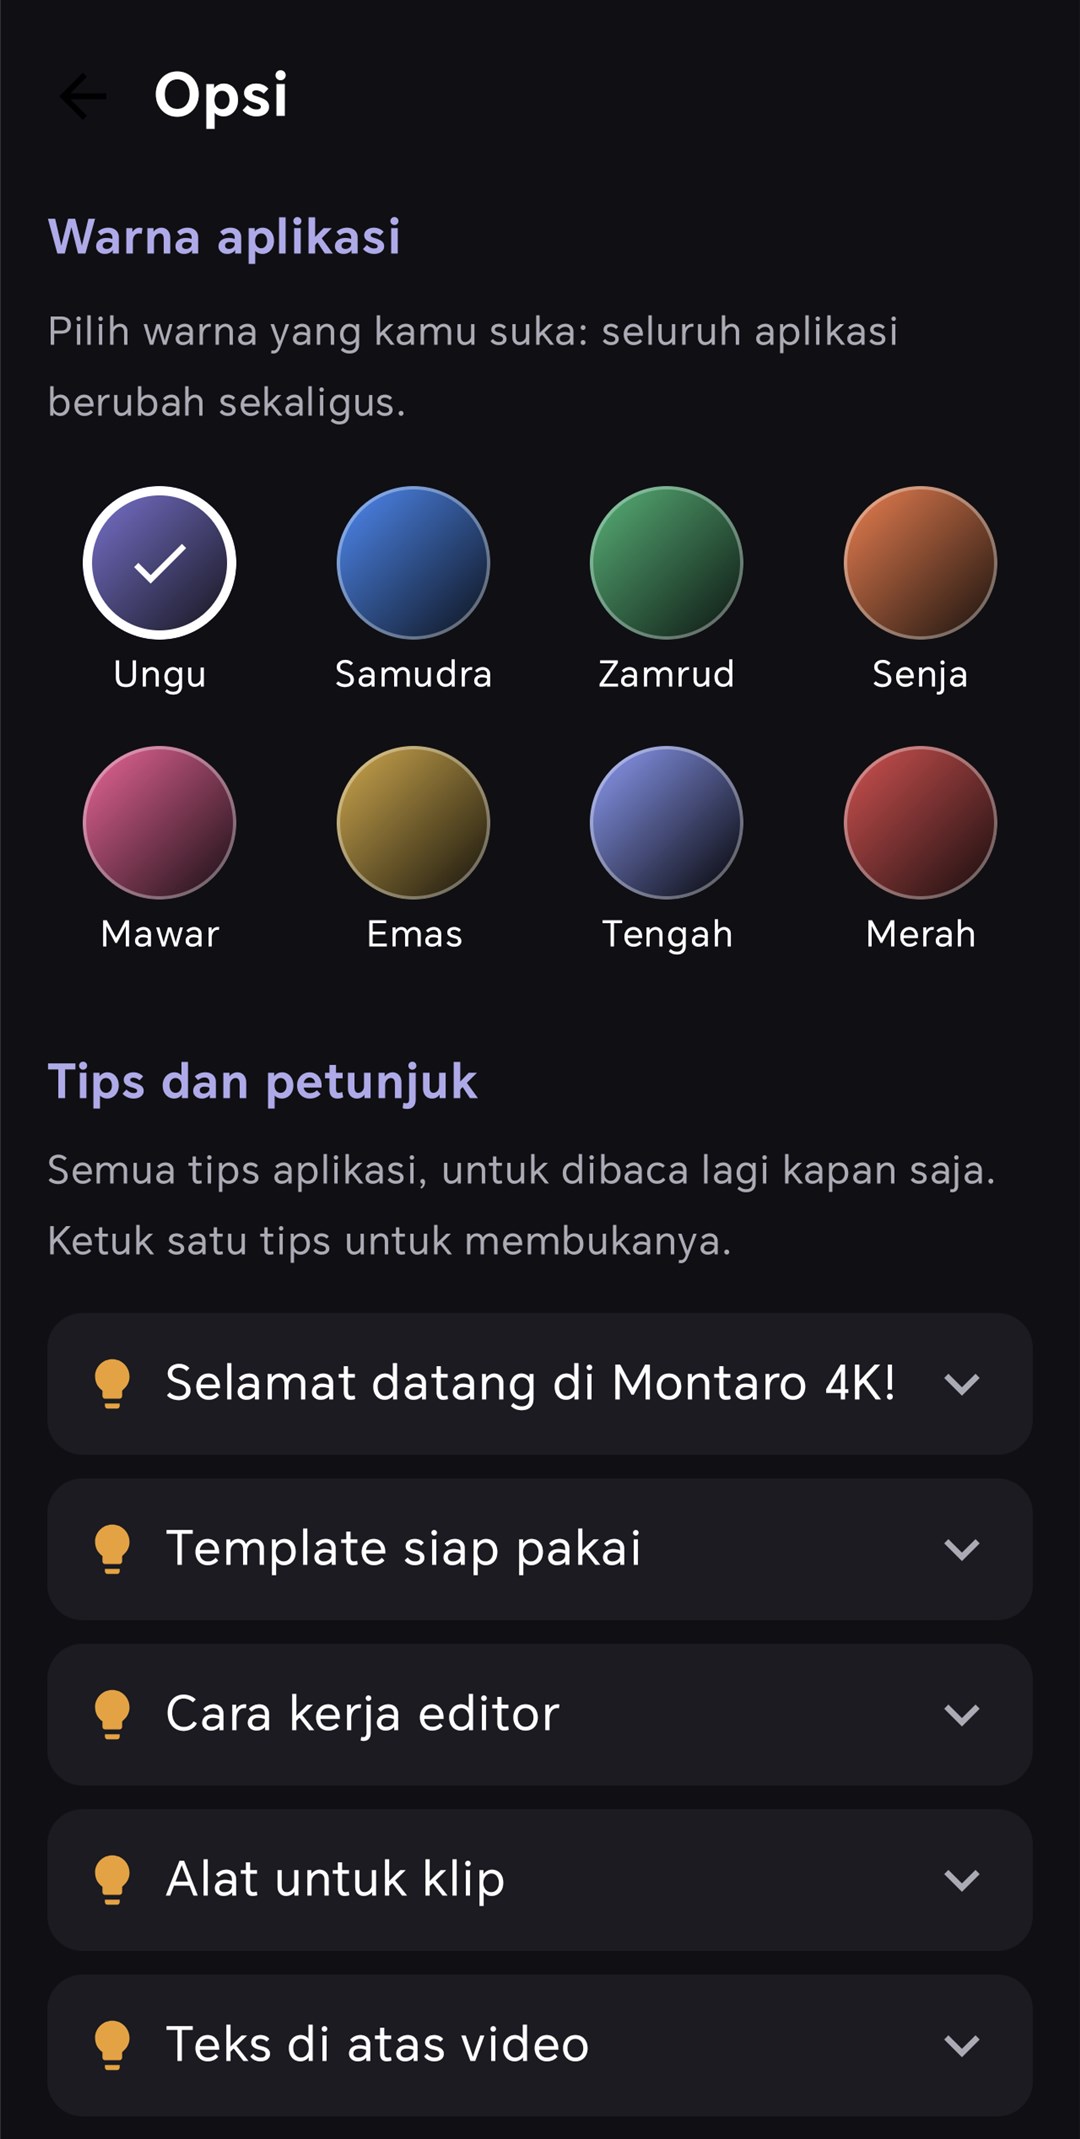 Opsi
Warna aplikasi
Pilih warna yang kamu suka: seluruh aplikasi
berubah sekaligus.
Ungu
Samudra
Zamrud
Senja
Mawar
Emas
Tengah
Merah
Tips dan petunjuk
Semua tips aplikasi, untuk dibaca lagi kapan saja.
Ketuk satu tips untuk membukanya.
Selamat datang di Montaro 4K!
Template siap pakai
Cara kerja editor
Alat untuk klip
Teks di atas video